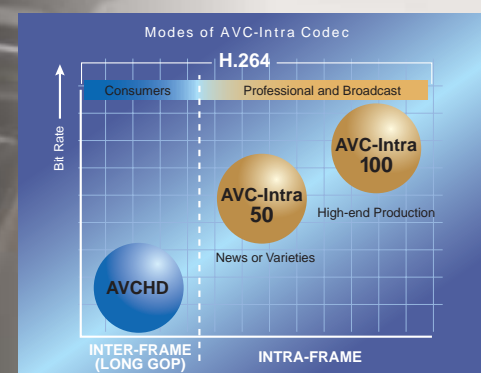 Modes of AVC-Intra Codec
H.264
Consumers
Professional and Broadcast
Bit Rate
AVC-Intra
100
High-end Production
AVC-Intra
50
News or Varieties
AVCHD
INTER-FRAME
(LONG GOP)
INTRA-FRAME